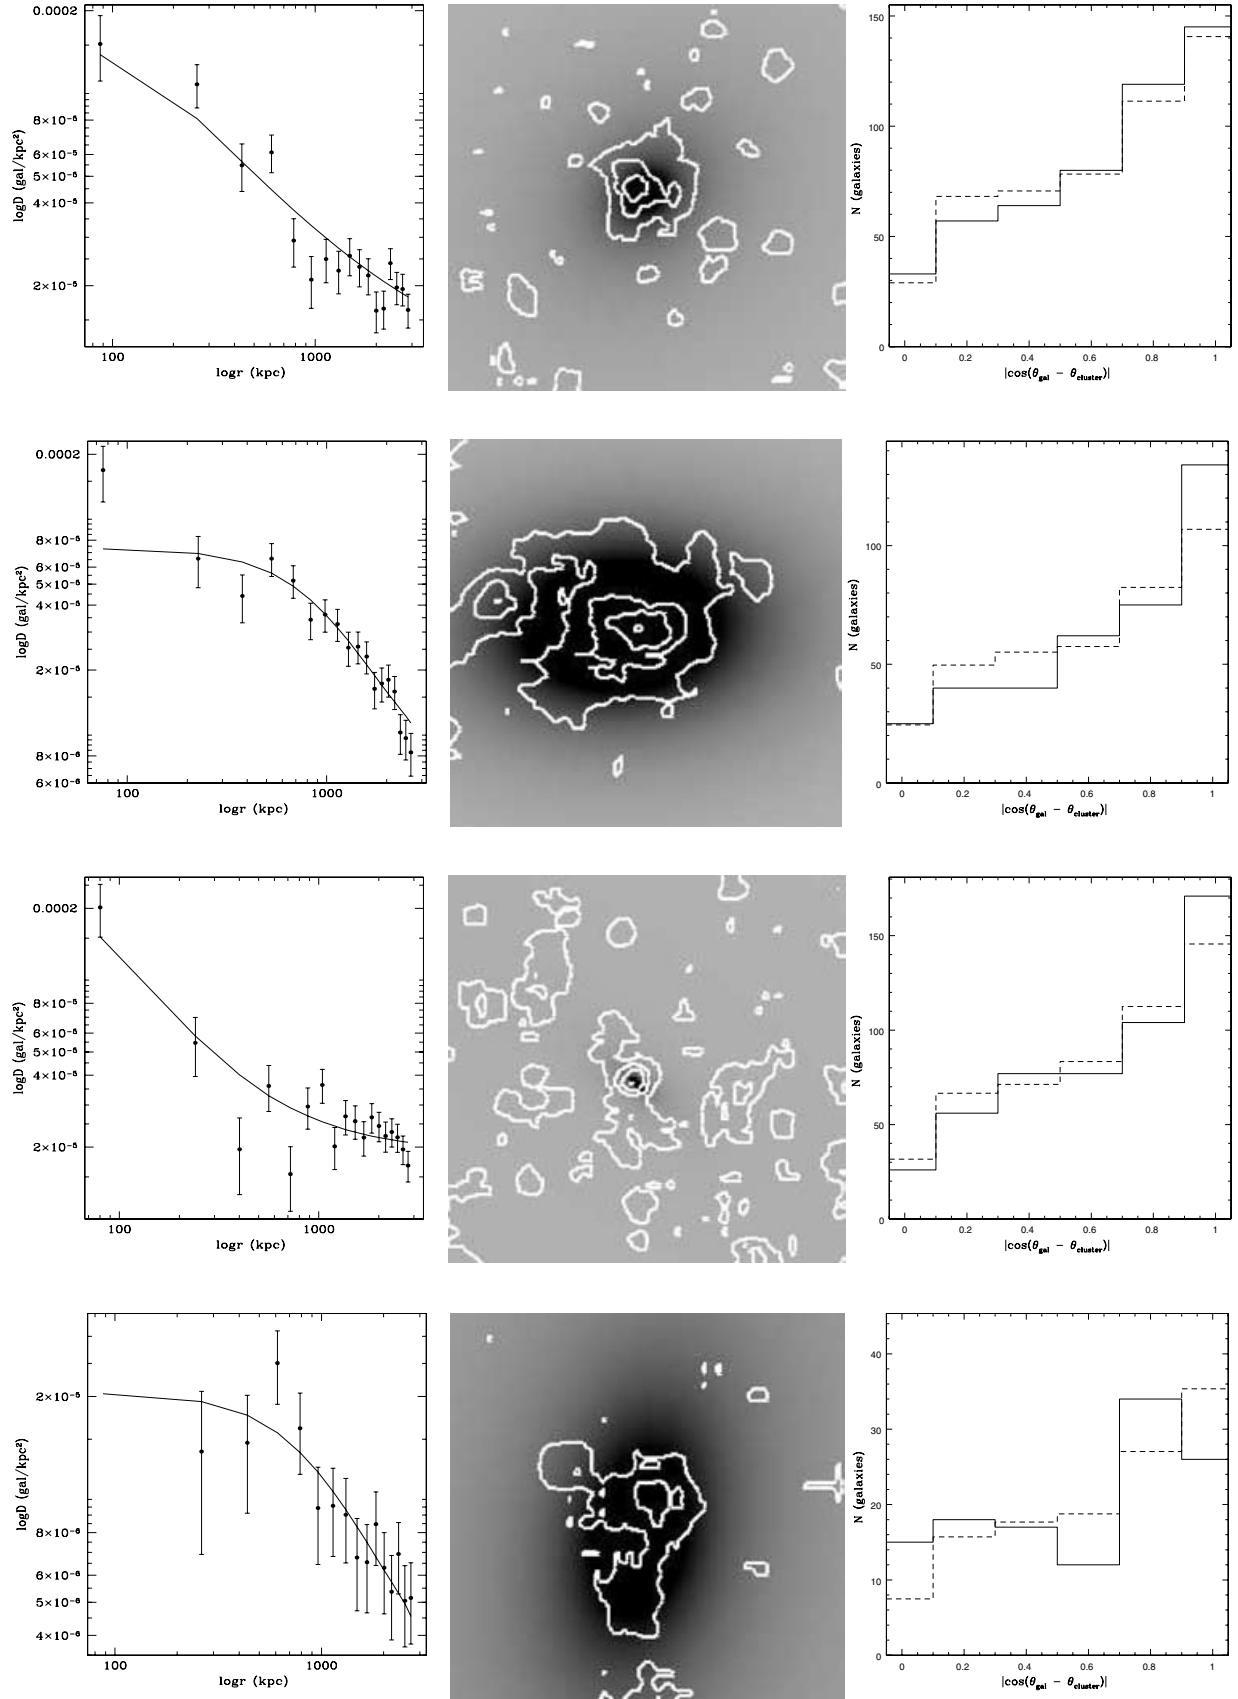 0.0002
8×10⁻⁵
6×10⁻⁵
5×10⁻⁵
4×10⁻⁵
2×10⁻⁵
logD (gal/kpc²)
100 1000
logr (kpc)
150
100
50
0
N (galaxies)
0 0.2 0.4 0.6 0.8 1
|cos(θgal − θcluster)|
0.0002
8×10⁻⁵
6×10⁻⁵
5×10⁻⁵
4×10⁻⁵
2×10⁻⁵
8×10⁻⁶
6×10⁻⁶
logD (gal/kpc²)
100 1000
logr (kpc)
100
50
0
N (galaxies)
0 0.2 0.4 0.6 0.8 1
|cos(θgal − θcluster)|
0.0002
8×10⁻⁵
6×10⁻⁵
5×10⁻⁵
4×10⁻⁵
2×10⁻⁵
logD (gal/kpc²)
100 1000
logr (kpc)
150
100
50
0
N (galaxies)
0 0.2 0.4 0.6 0.8 1
|cos(θgal − θcluster)|
2×10⁻⁵
8×10⁻⁶
6×10⁻⁶
5×10⁻⁶
4×10⁻⁶
logD (gal/kpc²)
100 1000
logr (kpc)
40
30
20
10
0
N (galaxies)
0 0.2 0.4 0.6 0.8 1
|cos(θgal − θcluster)|